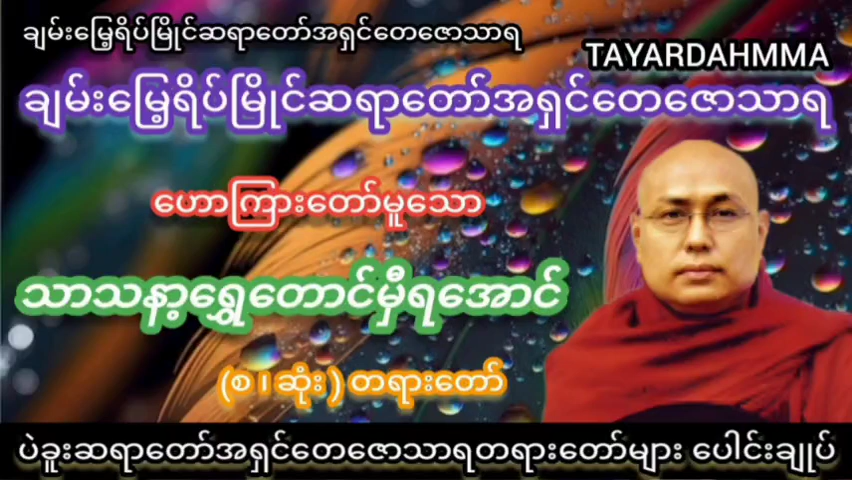 ချမ်းမြေ့ရိပ်မြိုင်ဆရာတော်အရှင်တေဇောသာရ
TAYARDAHMMA
ချမ်းမြေ့ရိပ်မြိုင်ဆရာတော်အရှင်တေဇောသာရ
ဟောကြားတော်မူသော
သာသနာ့ရွှေတောင်မှီရအောင်
(စ ၊ ဆုံး ) တရားတော်
ပဲခူးဆရာတော်အရှင်တေဇောသာရတရားတော်များ ပေါင်းချုပ်